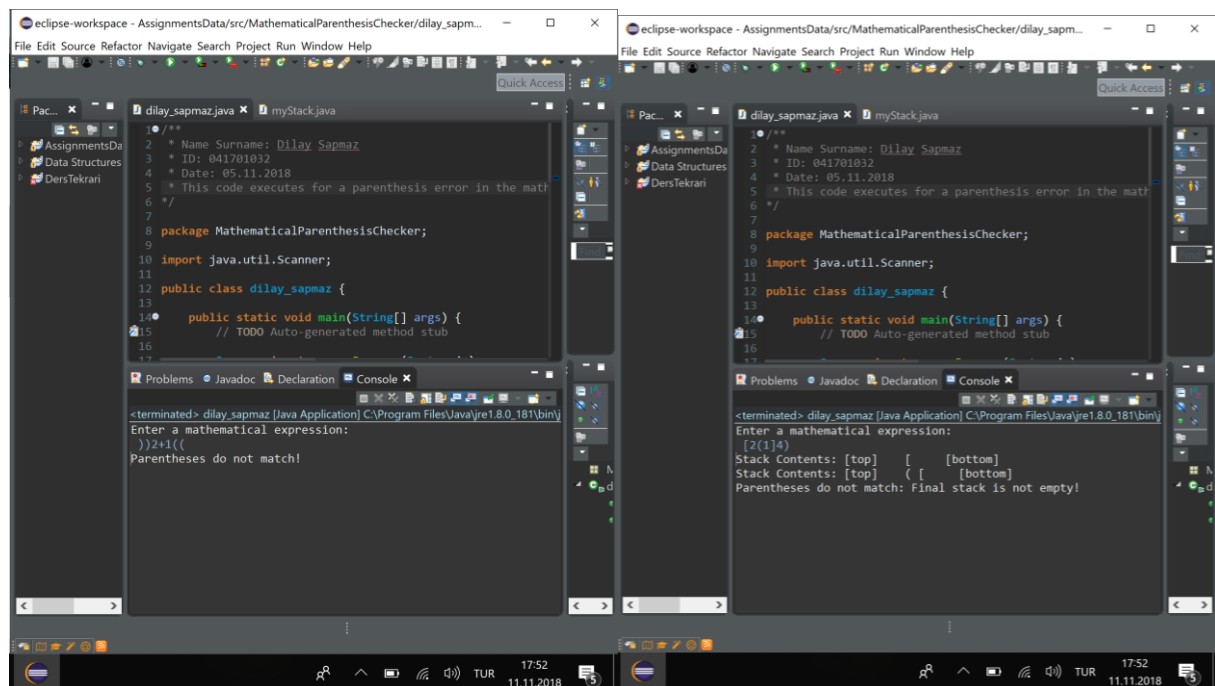 eclipse-workspace - AssignmentsData/src/MathematicalParenthesisChecker/dilay_sapm...
File Edit Source Refactor Navigate Search Project Run Window Help
Quick Access
Pac...
dilay_sapmaz.java
myStack.java
AssignmentsDa
Data Structures
DersTekrari
1 /**
2 * Name Surname: Dilay Sapmaz
3 * ID: 041701032
4 * Date: 05.11.2018
5 * This code executes for a parenthesis error in the math
6 */
7
8 package MathematicalParenthesisChecker;
9
10 import java.util.Scanner;
11
12 public class dilay_sapmaz {
13
14 public static void main(String[] args) {
15 // TODO Auto-generated method stub
16
17
Problems Javadoc Declaration Console
<terminated> dilay_sapmaz [Java Application] C:\Program Files\Java\jre1.8.0_181\bin\j
Enter a mathematical expression:
))2+1((
Parentheses do not match!
TUR
17:52
11.11.2018
5
eclipse-workspace - AssignmentsData/src/MathematicalParenthesisChecker/dilay_sapm...
File Edit Source Refactor Navigate Search Project Run Window Help
Quick Access
Pac...
dilay_sapmaz.java
myStack.java
AssignmentsDa
Data Structures
DersTekrari
1 /**
2 * Name Surname: Dilay Sapmaz
3 * ID: 041701032
4 * Date: 05.11.2018
5 * This code executes for a parenthesis error in the math
6 */
7
8 package MathematicalParenthesisChecker;
9
10 import java.util.Scanner;
11
12 public class dilay_sapmaz {
13
14 public static void main(String[] args) {
15 // TODO Auto-generated method stub
16
17
Problems Javadoc Declaration Console
<terminated> dilay_sapmaz [Java Application] C:\Program Files\Java\jre1.8.0_181\bin\j
Enter a mathematical expression:
[2(1]4)
Stack Contents: [top] [ [bottom]
Stack Contents: [top] ( [ [bottom]
Parentheses do not match: Final stack is not empty!
TUR
17:52
11.11.2018
5